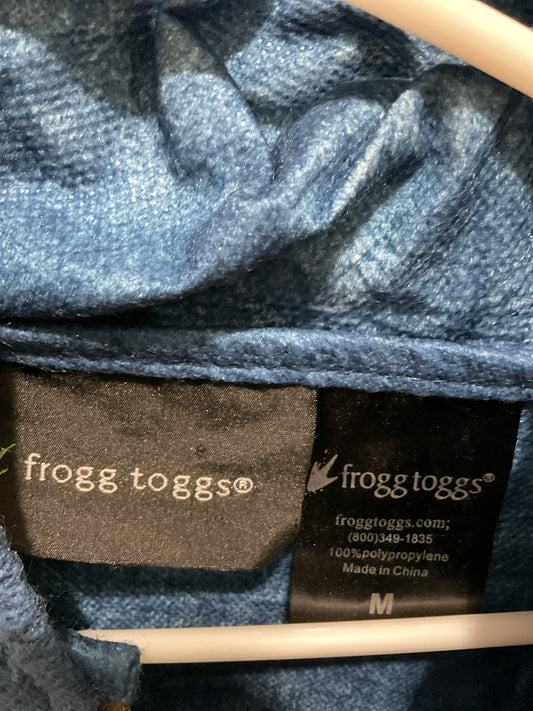 frogg toggs®
frogg toggs®
froggtoggs.com;
(800)349-1835
100%polypropylene
Made in China
M